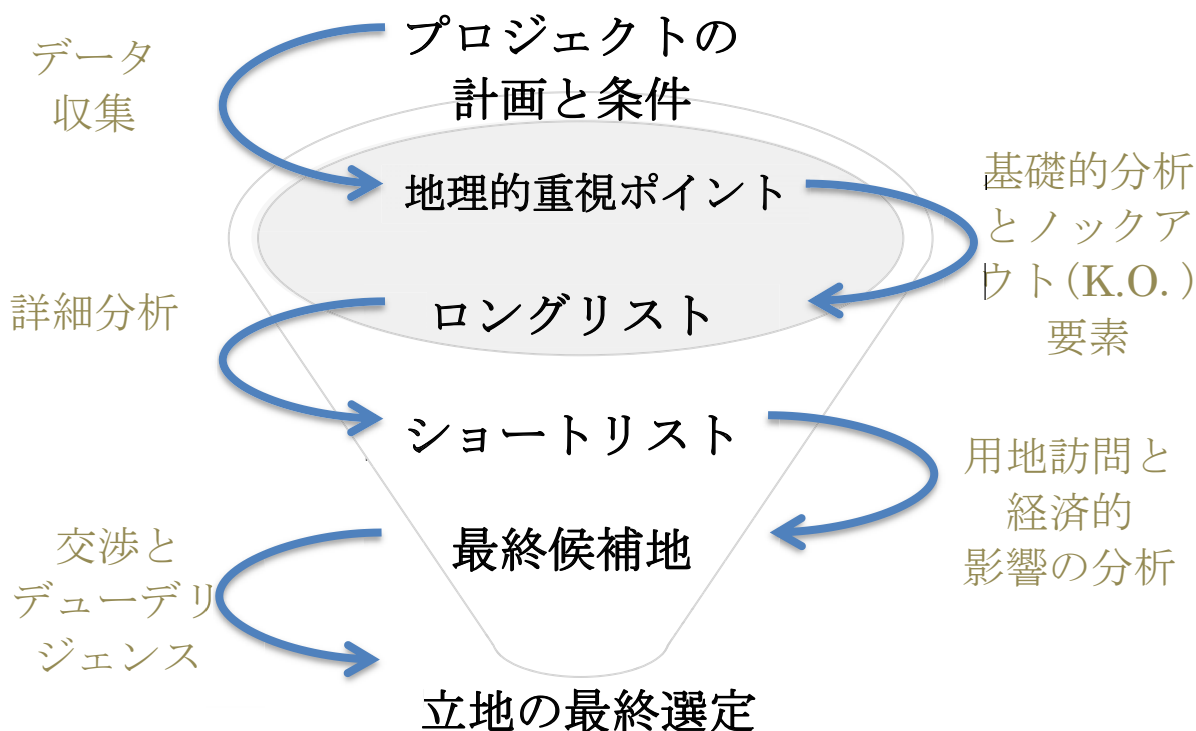 プロジェクトの
計画と条件
データ
収集
地理的重視ポイント
基礎的分析
とノックア
ウト(K.O. )
要素
ロングリスト
詳細分析
ショートリスト
用地訪問と
経済的
影響の分析
最終候補地
交渉と
デューデリ
ジェンス
立地の最終選定